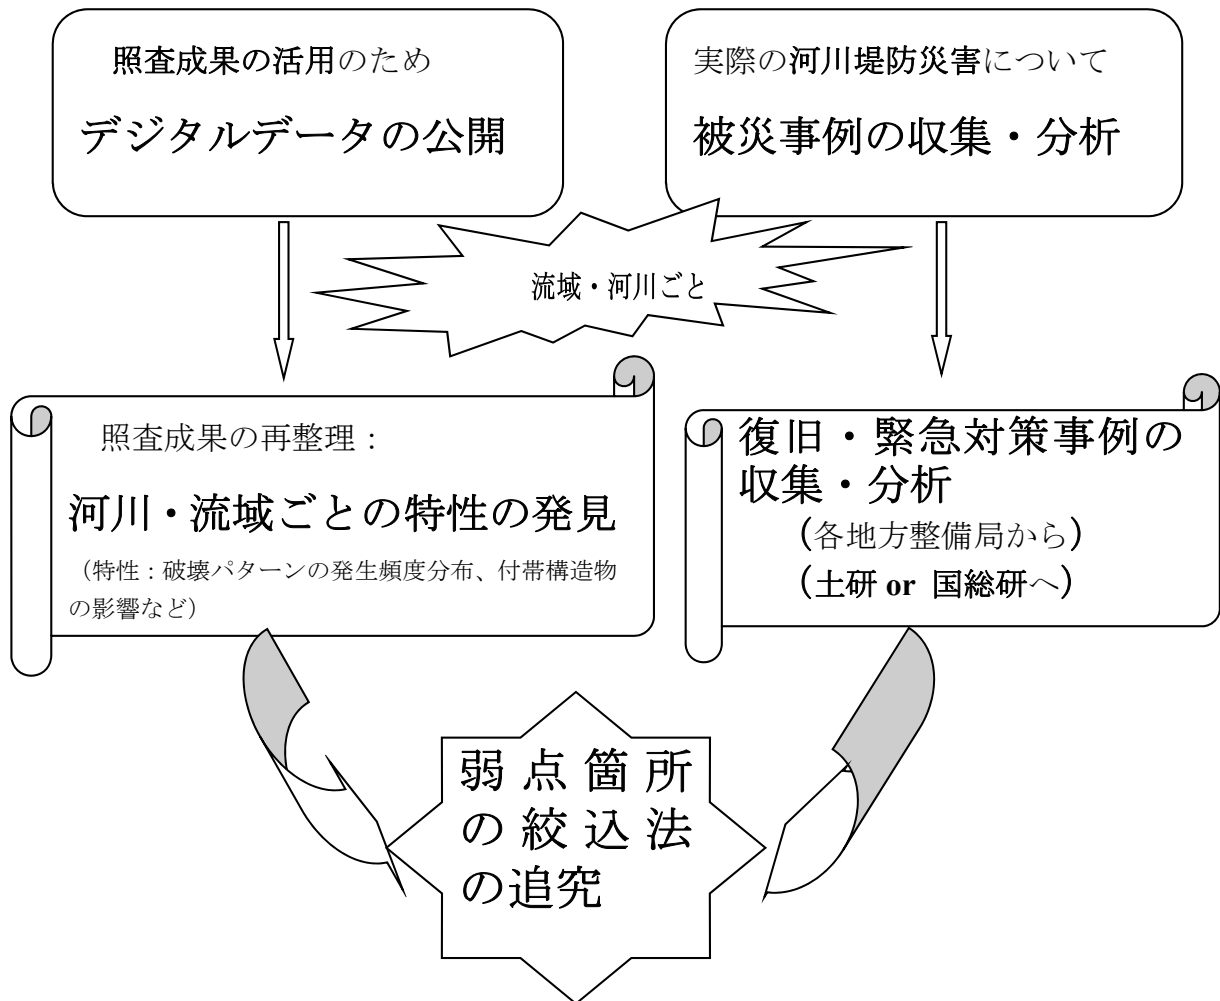 照査成果の活用のため
デジタルデータの公開
実際の河川堤防災害について
被災事例の収集・分析
流域・河川ごと
照査成果の再整理：
河川・流域ごとの特性の発見
（特性：破壊パターンの発生頻度分布、付帯構造物
の影響など）
復旧・緊急対策事例の
収集・分析
（各地方整備局から）
（土研 or 国総研へ）
弱点箇所
の絞込法
の追究